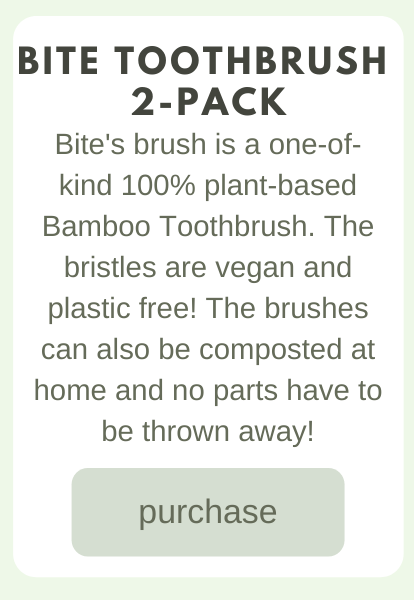 BITE TOOTHBRUSH
2-PACK
Bite's brush is a one-of-
kind 100% plant-based
Bamboo Toothbrush. The
bristles are vegan and
plastic free! The brushes
can also be composted at
home and no parts have to
be thrown away!
purchase